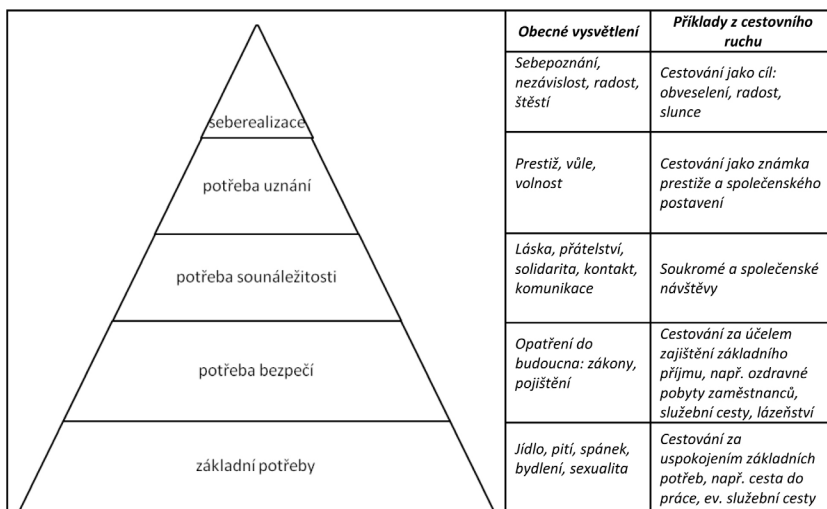 Obecné vysvětlení
Příklady z cestovního
ruchu
seberealizace
Sebepoznání,
nezávislost, radost,
štěstí
Cestování jako cíl:
obveselení, radost,
slunce
potřeba uznání
Prestiž, vůle,
volnost
Cestování jako známka
prestiže a společenského
postavení
potřeba sounáležitosti
Láska, přátelství,
solidarita, kontakt,
komunikace
Soukromé a společenské
návštěvy
potřeba bezpečí
Opatření do
budoucna: zákony,
pojištění
Cestování za účelem
zajištění základního
příjmu, např. ozdravné
pobyty zaměstnanců,
služební cesty, lázeňství
základní potřeby
Jídlo, pití, spánek,
bydlení, sexualita
Cestování za
uspokojením základních
potřeb, např. cesta do
práce, ev. služební cesty